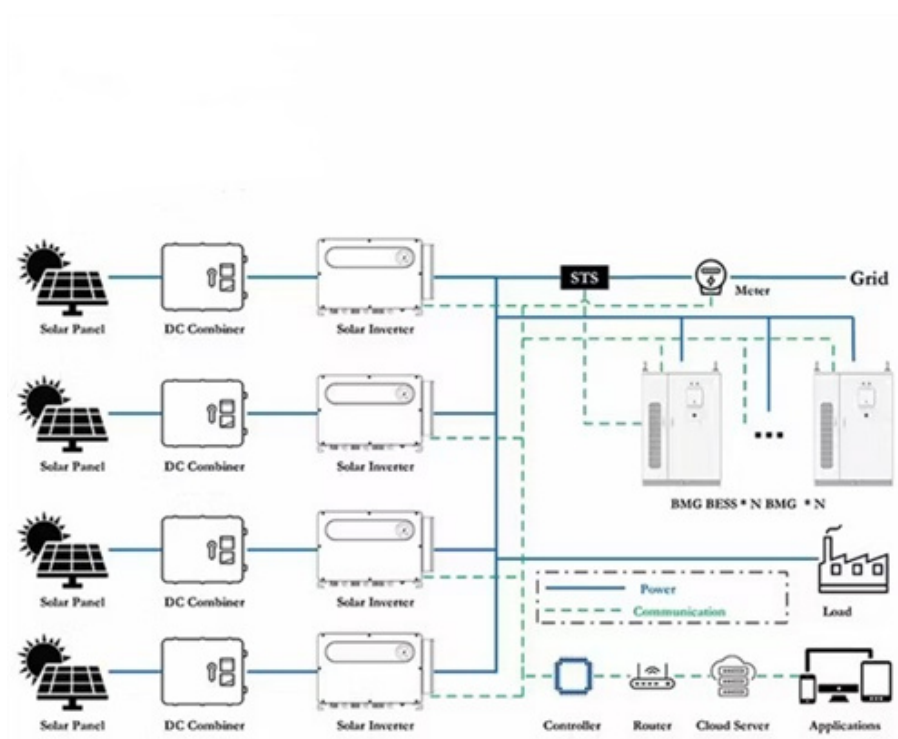 STS
Grid
Meter
Solar Panel DC Combiner Solar Inverter
Solar Panel DC Combiner Solar Inverter
BMG BESS * N BMG * N
Solar Panel DC Combiner Solar Inverter
Power
Communication
Load
Solar Panel DC Combiner Solar Inverter
Controller Router Cloud Server Applications